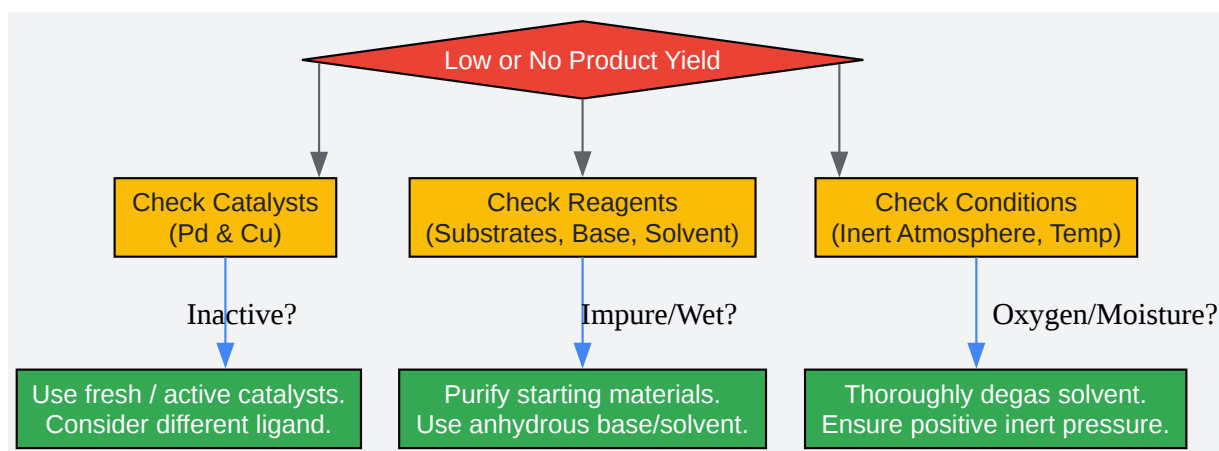 Low or No Product Yield
Check Catalysts
(Pd & Cu)
Check Reagents
(Substrates, Base, Solvent)
Check Conditions
(Inert Atmosphere, Temp)
Inactive?
Impure/Wet?
Oxygen/Moisture?
Use fresh / active catalysts.
Consider different ligand.
Purify starting materials.
Use anhydrous base/solvent.
Thoroughly degas solvent.
Ensure positive inert pressure.